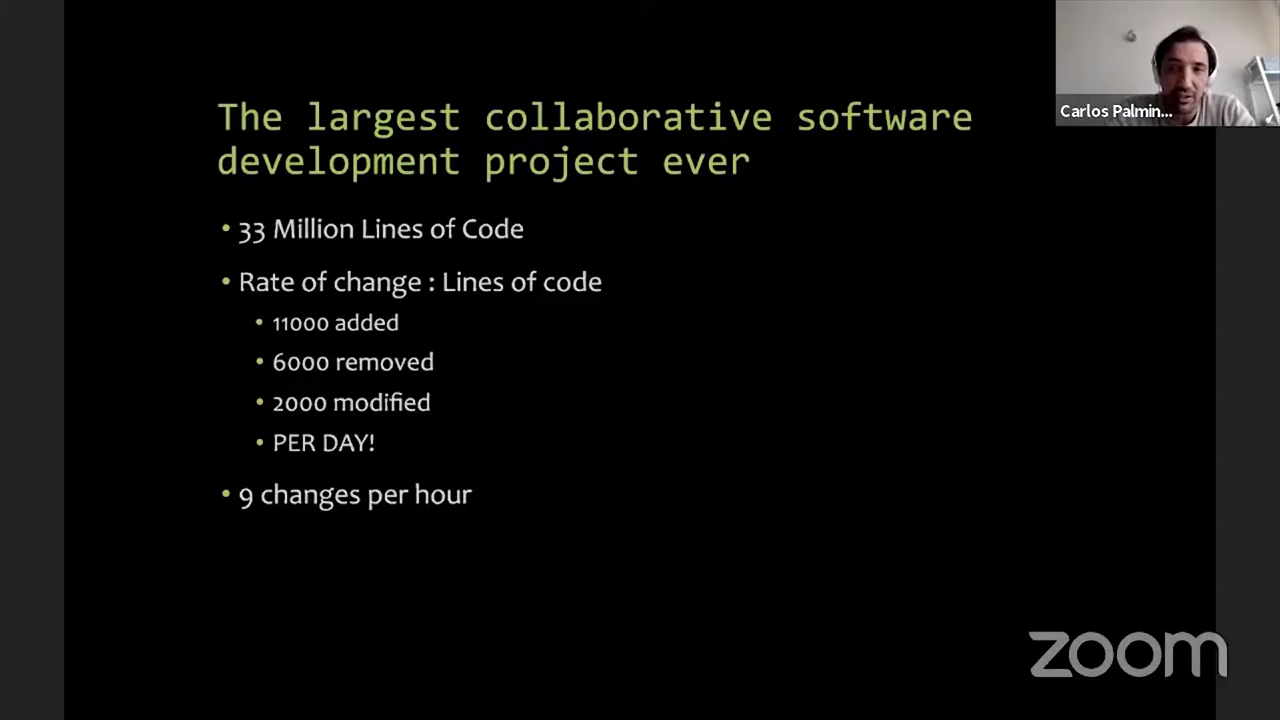 Carlos Palmin...
The largest collaborative software
development project ever
• 33 Million Lines of Code
• Rate of change : Lines of code
• 11000 added
• 6000 removed
• 2000 modified
• PER DAY!
• 9 changes per hour
zoom